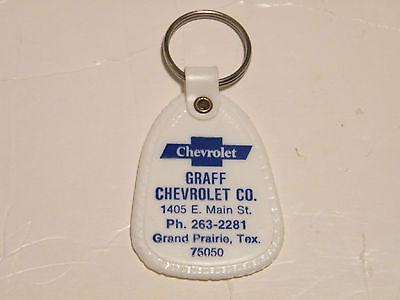 Chevrolet
GRAFF
CHEVROLET CO.
1405 E. Main St.
Ph. 263-2281
Grand Prairie, Tex.
75050